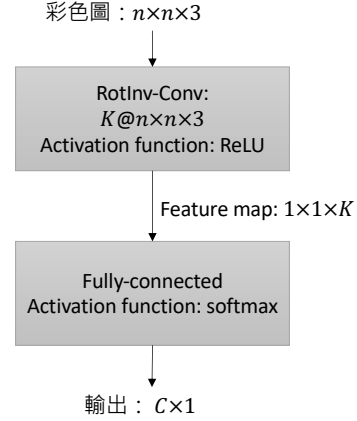 彩色圖：n×n×3
RotInv-Conv:
K@n×n×3
Activation function: ReLU
Feature map: 1×1×K
Fully-connected
Activation function: softmax
輸出： C×1